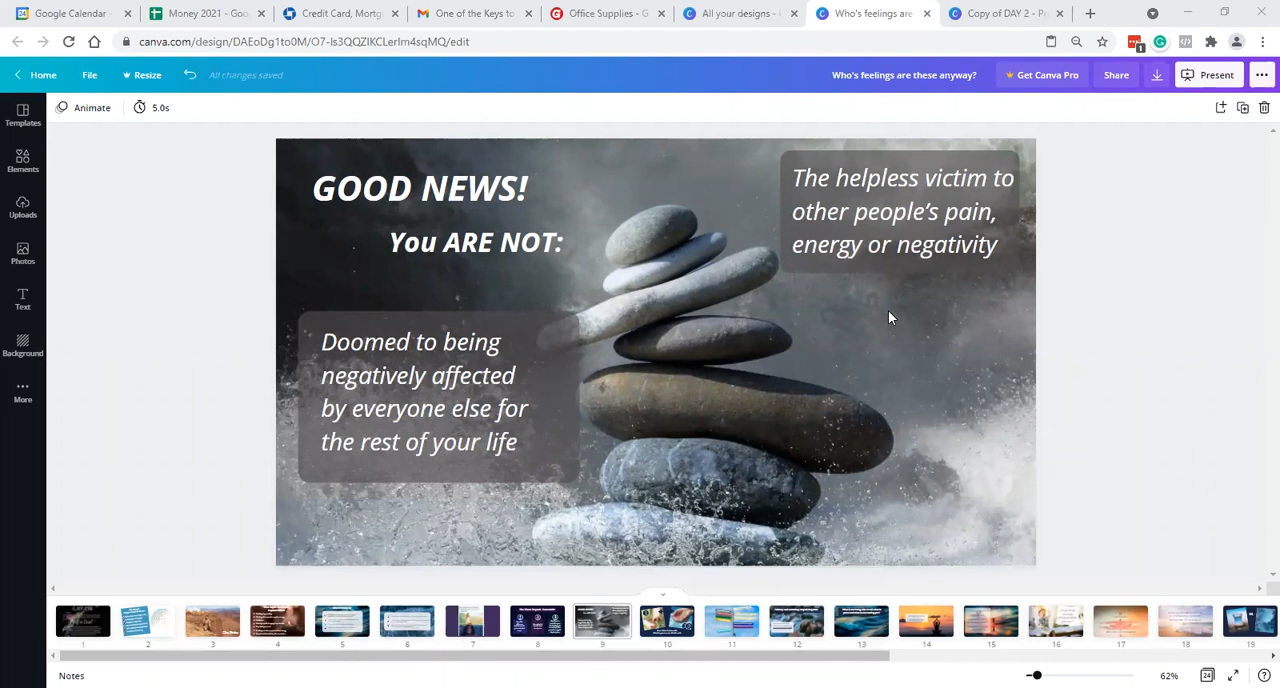 Google Calendar -
Money 2021 - Goo
Credit Card, Mortg
One of the Keys to
Office Supplies - G
All your designs -
Who's feelings are
Copy of DAY 2 - P
canva.com/design/DAEoDg1to0M/O7-Is3QQZlKCLerIm4sqMQ/edit
Home
File
Resize
All changes saved
Who's feelings are these anyway?
Get Canva Pro
Share
Present
Animate
5.0s
Templates
Elements
Uploads
Photos
Text
Background
More
GOOD NEWS!
You ARE NOT:
The helpless victim to
other people's pain,
energy or negativity
Doomed to being
negatively affected
by everyone else for
the rest of your life
1 2 3 4 5 6 7 8 9 10 11 12 13 14 15 16 17 18 19
Notes
62%
24